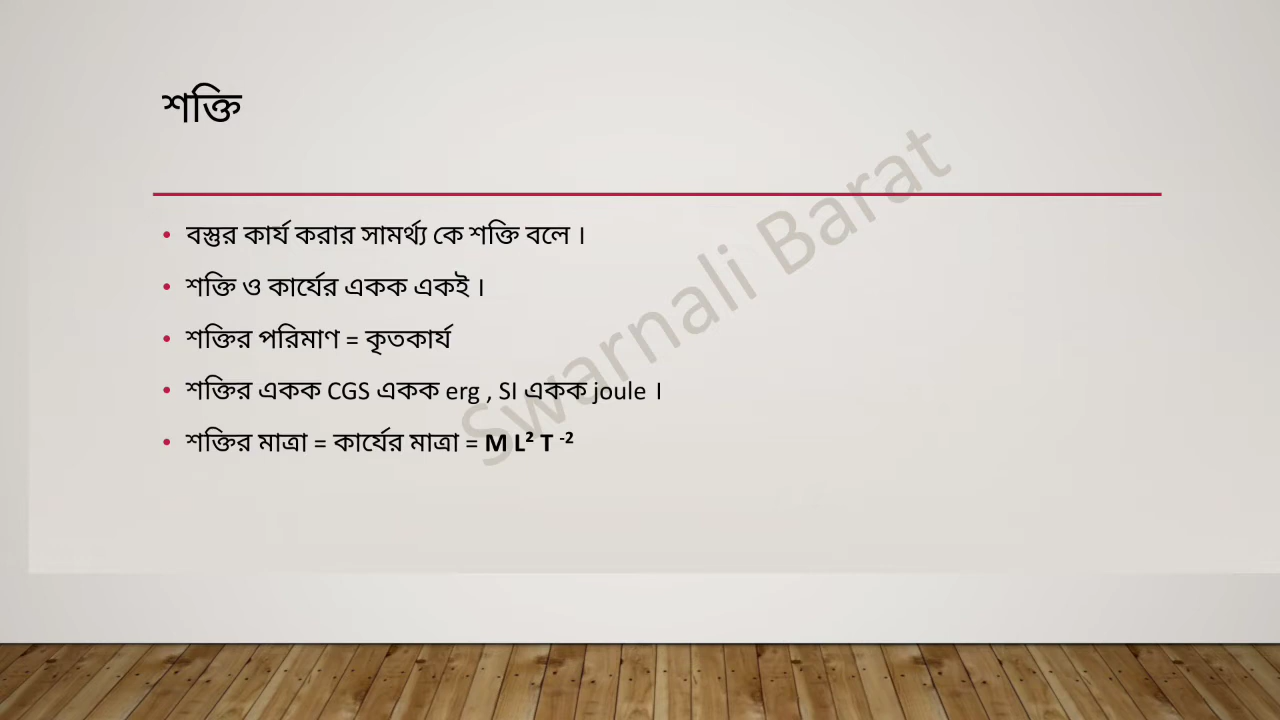 শক্তি
• বস্তুর কার্য করার সামর্থ্য কে শক্তি বলে ।
• শক্তি ও কার্যের একক একই ।
• শক্তির পরিমাণ = কৃতকার্য
• শক্তির একক CGS একক erg , SI একক joule ।
• শক্তির মাত্রা = কার্যের মাত্রা = M L² T ⁻²
Swarnali Barat